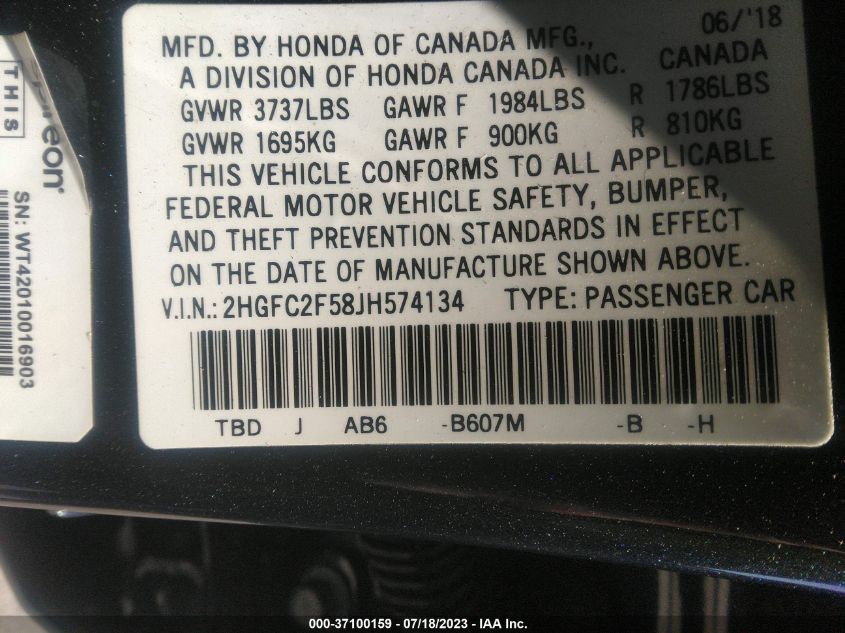 06/'18
MFD. BY HONDA OF CANADA MFG.,
A DIVISION OF HONDA CANADA INC. CANADA
GVWR 3737LBS GAWR F 1984LBS R 1786LBS
GVWR 1695KG GAWR F 900KG R 810KG
THIS VEHICLE CONFORMS TO ALL APPLICABLE
FEDERAL MOTOR VEHICLE SAFETY, BUMPER,
AND THEFT PREVENTION STANDARDS IN EFFECT
ON THE DATE OF MANUFACTURE SHOWN ABOVE.
V.I.N.: 2HGFC2F58JH574134 TYPE: PASSENGER CAR
TBD J AB6 -B607M -B -H
THIS
SN: WT42010016903
000-37100159 - 07/18/2023 - IAA Inc.